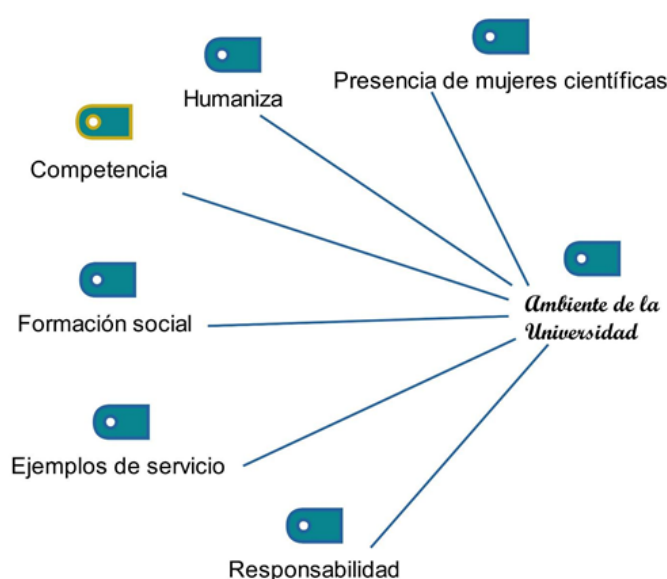 Presencia de mujeres científicas
Humaniza
Competencia
Ambiente de la
Universidad
Formación social
Ejemplos de servicio
Responsabilidad